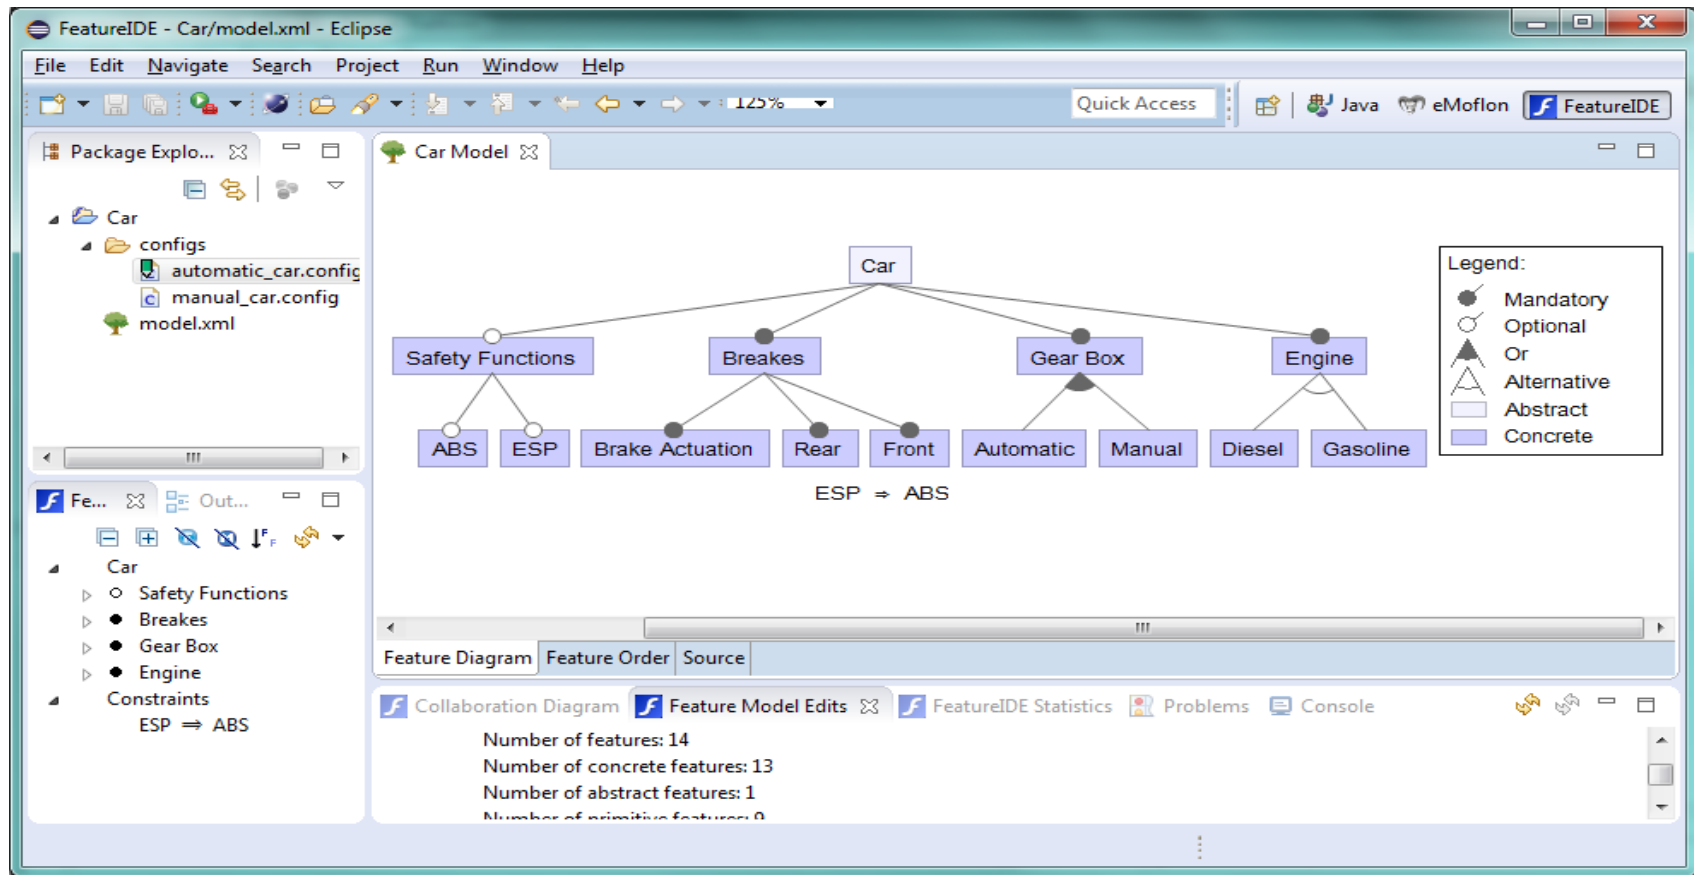 FeatureIDE - Car/model.xml - Eclipse
File Edit Navigate Search Project Run Window Help
125% Quick Access Java eMoflon FeatureIDE
Package Explo...
Car
configs
automatic_car.config
manual_car.config
model.xml
Fe... Out...
Car
Safety Functions
Breakes
Gear Box
Engine
Constraints
ESP ⇒ ABS
Car Model
Car
Safety Functions Breakes Gear Box Engine
ABS ESP Brake Actuation Rear Front Automatic Manual Diesel Gasoline
ESP ⇒ ABS
Legend:
Mandatory
Optional
Or
Alternative
Abstract
Concrete
Feature Diagram Feature Order Source
Collaboration Diagram Feature Model Edits FeatureIDE Statistics Problems Console
Number of features: 14
Number of concrete features: 13
Number of abstract features: 1
Number of primitive features: 9